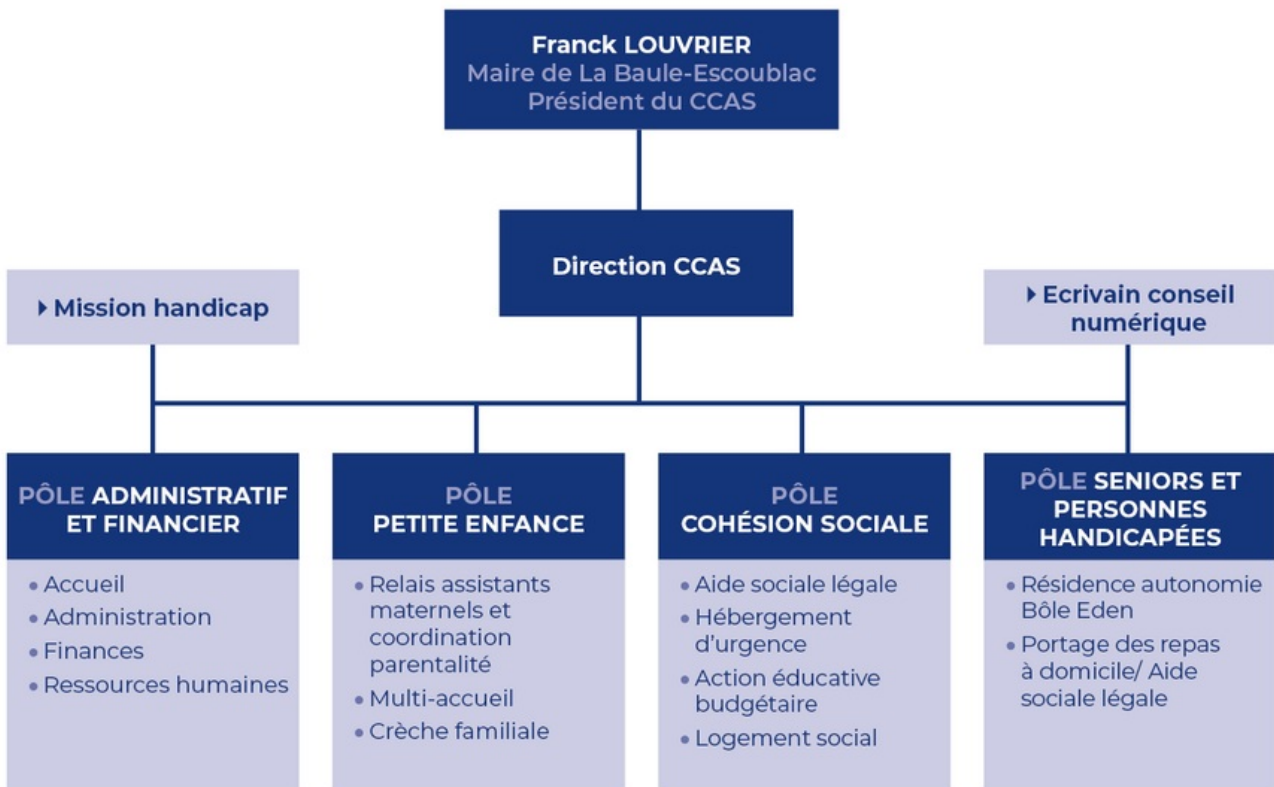 Franck LOUVRIER
Maire de La Baule-Escoublac
Président du CCAS
Direction CCAS
Mission handicap
Ecrivain conseil
numérique
PÔLE ADMINISTRATIF
ET FINANCIER
• Accueil
• Administration
• Finances
• Ressources humaines
PÔLE
PETITE ENFANCE
• Relais assistants
maternels et
coordination
parentalité
• Multi-accueil
• Crèche familiale
PÔLE
COHÉSION SOCIALE
• Aide sociale légale
• Hébergement
d'urgence
• Action éducative
budgétaire
• Logement social
PÔLE SENIORS ET
PERSONNES
HANDICAPÉES
• Résidence autonomie
Bôle Eden
• Portage des repas
à domicile/ Aide
sociale légale